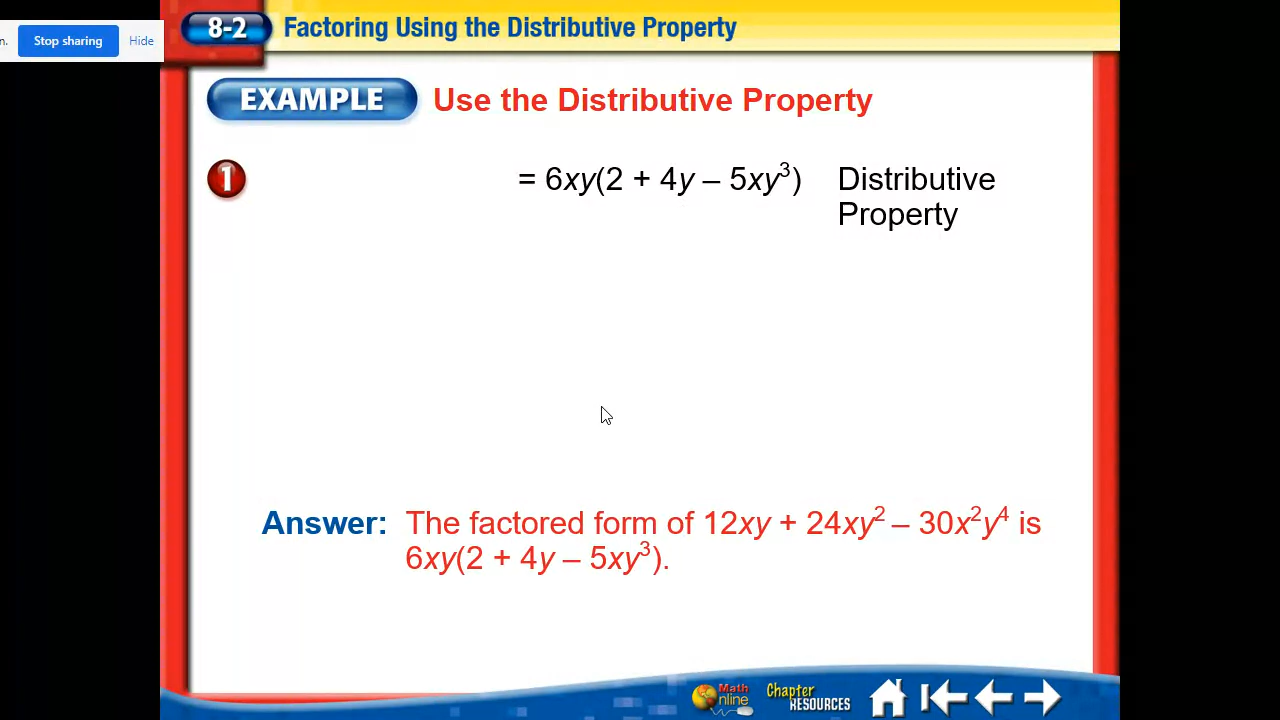 n. Stop sharing Hide
8-2 Factoring Using the Distributive Property
EXAMPLE Use the Distributive Property
1 = 6xy(2 + 4y – 5xy³) Distributive
Property
Answer: The factored form of 12xy + 24xy² – 30x²y⁴ is
6xy(2 + 4y – 5xy³).
Math
nline
Chapter
RESOURCES